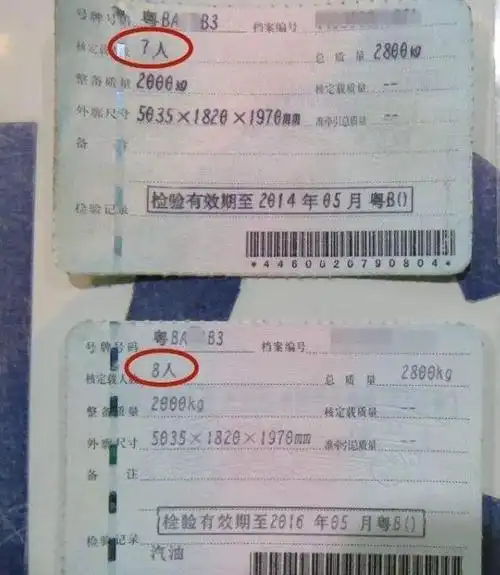 号牌号码 粤BA B3 档案编号
核定载人数 7人 总质量 2800kg
整备质量 2000kg 核定载质量 --
外廓尺寸 5035×1820×1970mm 准牵引总质量 --
备注
检验记录 检验有效期至2014年05月粤B()
*4460020790804*
号牌号码 粤BA B3 档案编号
核定载人数 8人 总质量 2800kg
整备质量 2000kg 核定载质量 --
外廓尺寸 5035×1820×1970mm 准牵引总质量 --
备注
检验有效期至2016年05月粤B()
检验记录 汽油